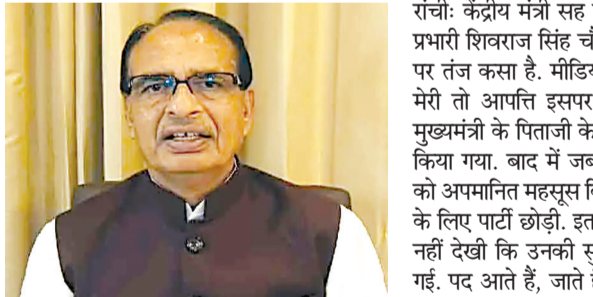 रांचीः केंद्रीय मंत्री सह
प्रभारी शिवराज सिंह
पर तंज कसा है. मीडि
मेरी तो आपत्ति इसपर
मुख्यमंत्री के पिताजी के
किया गया. बाद में जब
को अपमानित महसूस
के लिए पार्टी छोड़ी. इत
नहीं देखी कि उनकी
गई. पद आते हैं, जाते